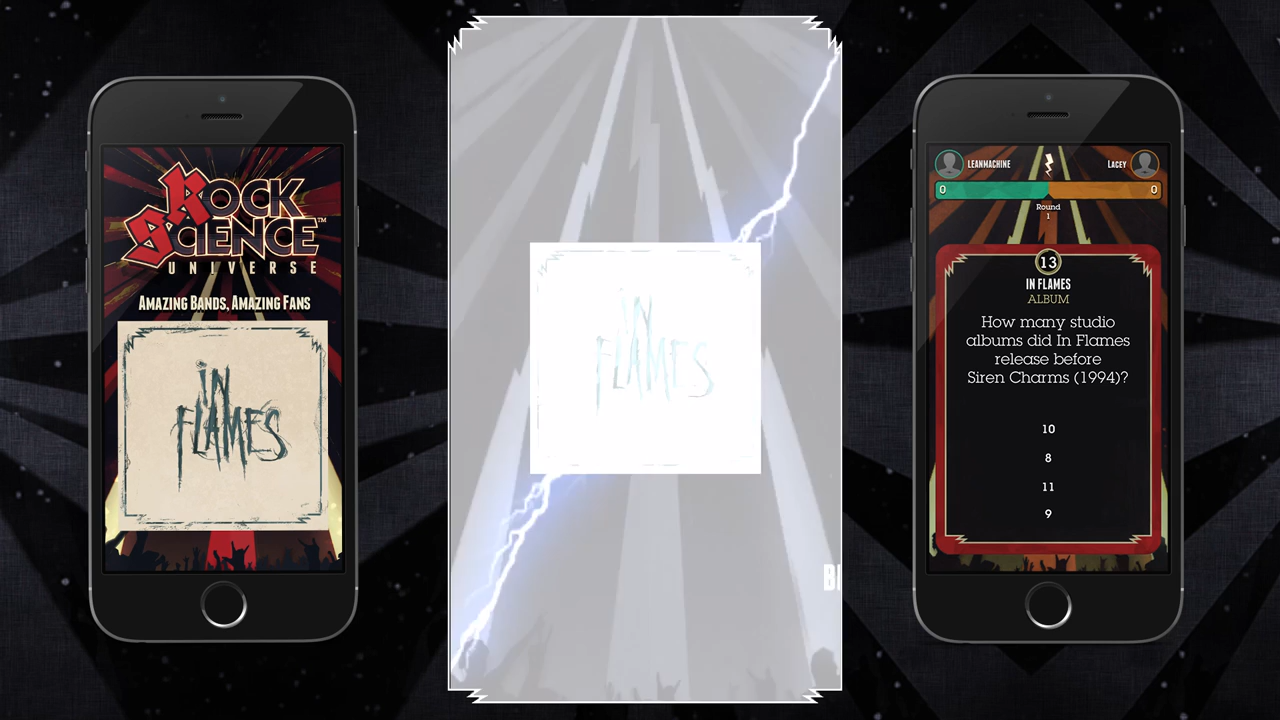 ROCK
SCIENCE™
UNIVERSE
AMAZING BANDS, AMAZING FANS
IN
FLAMES
IN
FLAMES
LEANMACHINE
LACEY
0
0
Round
1
13
IN FLAMES
ALBUM
How many studio
albums did In Flames
release before
Siren Charms (1994)?
10
8
11
9